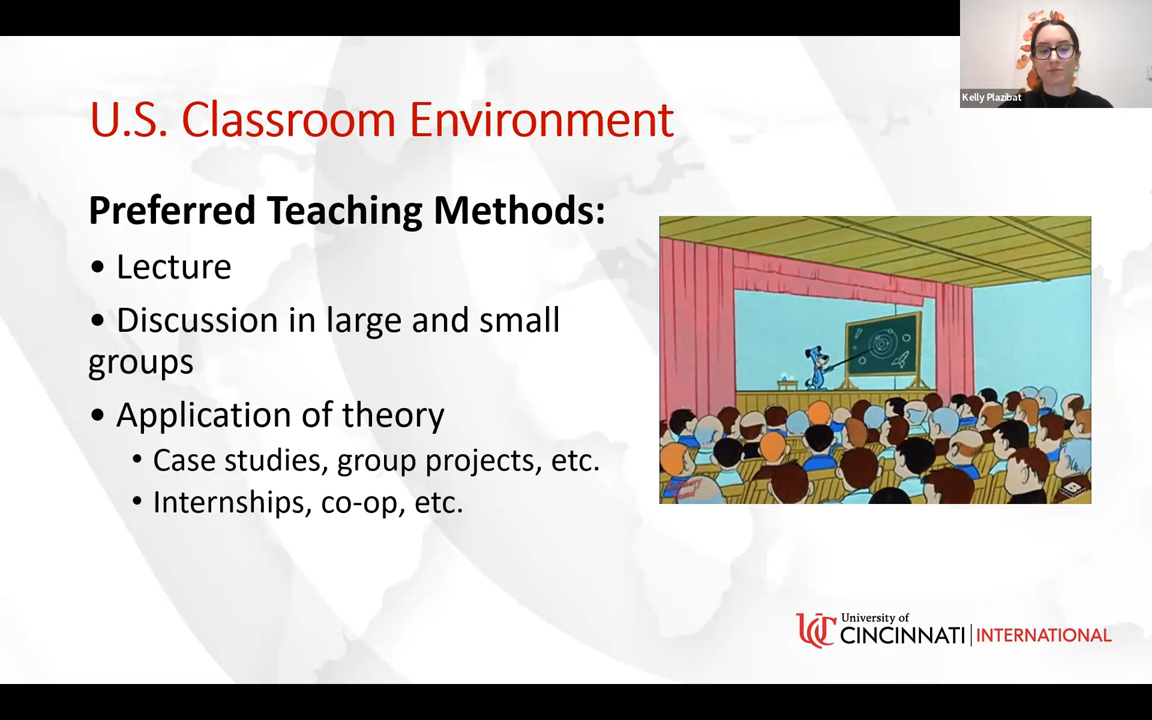 Kelly Plazibat
U.S. Classroom Environment
Preferred Teaching Methods:
• Lecture
• Discussion in large and small
groups
• Application of theory
• Case studies, group projects, etc.
• Internships, co-op, etc.
UC University of
CINCINNATI | INTERNATIONAL